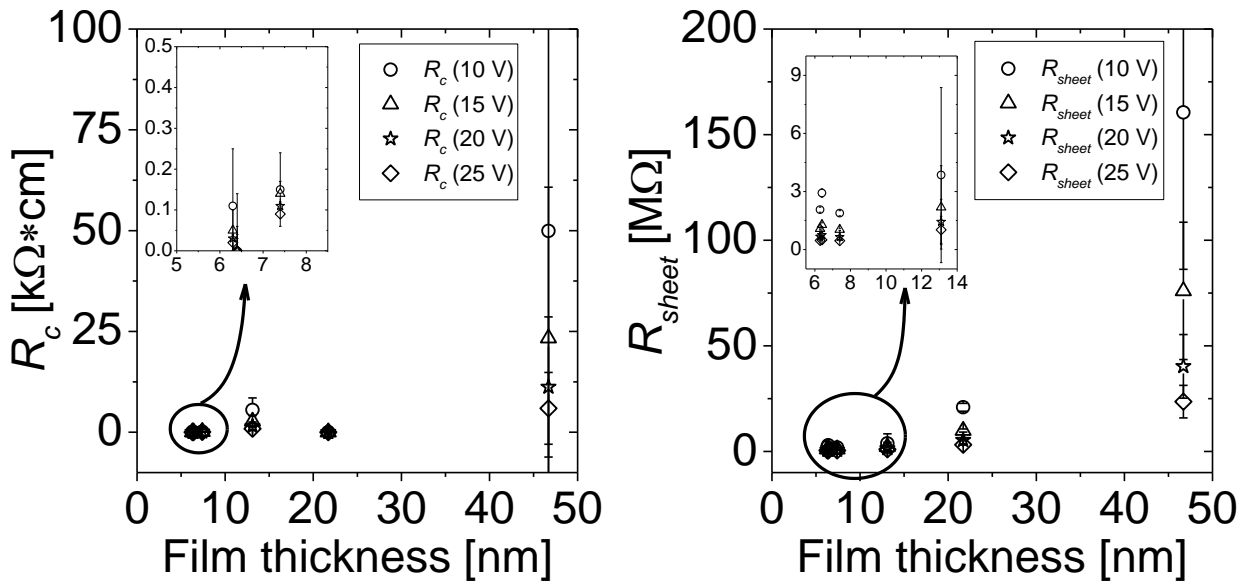 100
75
50
25
0
R_c [kΩ*cm]
0 10 20 30 40 50
Film thickness [nm]
0.5
0.4
0.3
0.2
0.1
0.0
5 6 7 8
R_c (10 V)
R_c (15 V)
R_c (20 V)
R_c (25 V)
200
150
100
50
0
R_sheet [MΩ]
0 10 20 30 40 50
Film thickness [nm]
9
6
3
0
6 8 10 12 14
R_sheet (10 V)
R_sheet (15 V)
R_sheet (20 V)
R_sheet (25 V)